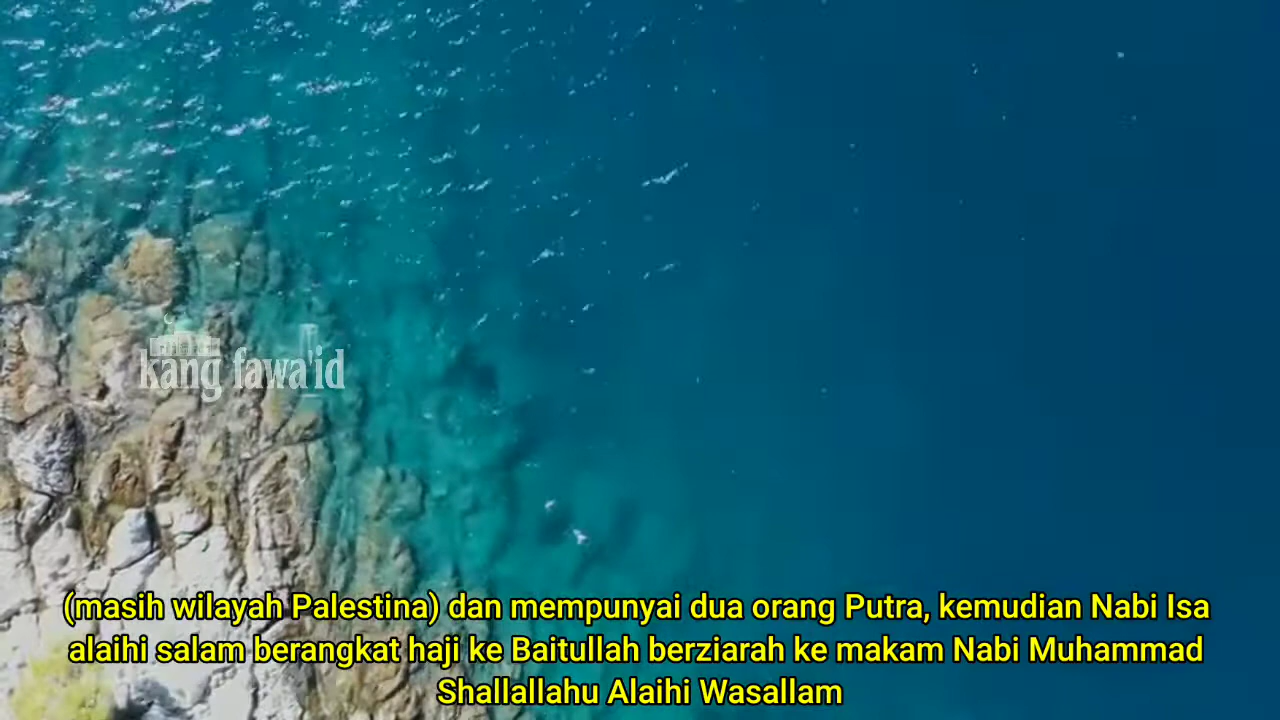 kang fawa'id
(masih wilayah Palestina) dan mempunyai dua orang Putra, kemudian Nabi Isa
alaihi salam berangkat haji ke Baitullah berziarah ke makam Nabi Muhammad
Shallallahu Alaihi Wasallam